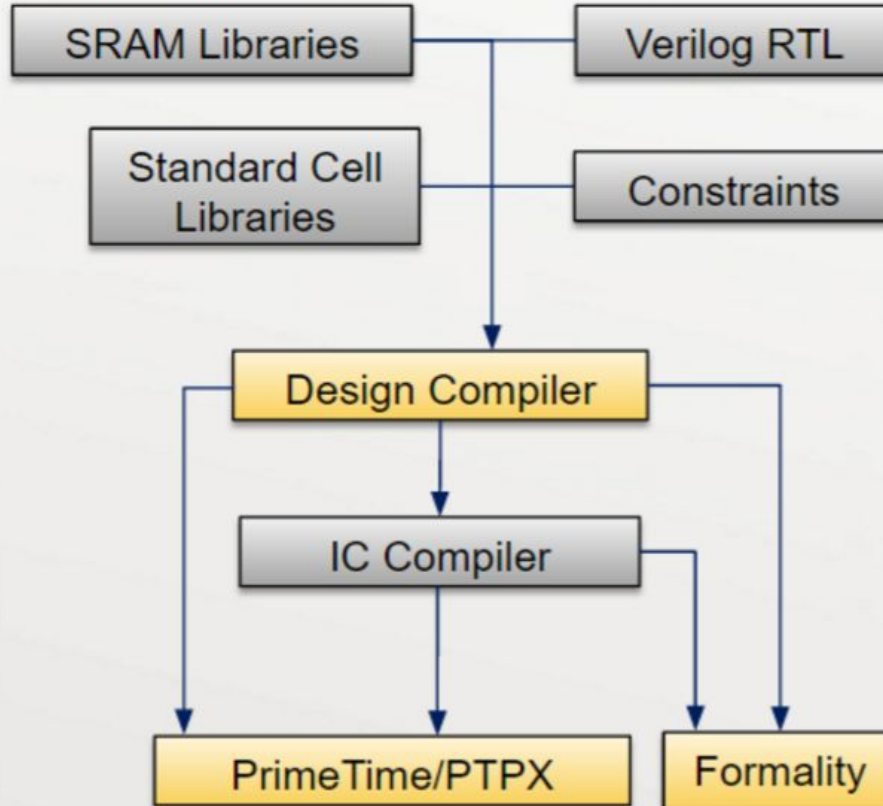 SRAM Libraries
Verilog RTL
Standard Cell
Libraries
Constraints
Design Compiler
IC Compiler
PrimeTime/PTPX
Formality